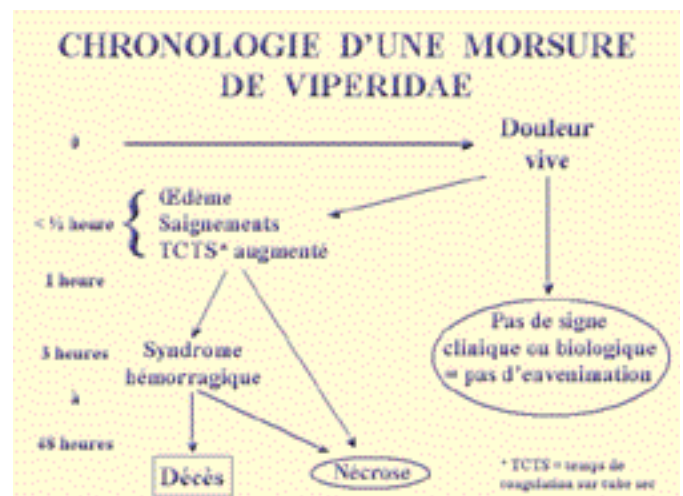 CHRONOLOGIE D'UNE MORSURE
DE VIPERIDAE
0
Douleur
vive
Œdème
< ½ heure
Saignements
TCTS* augmenté
1 heure
Pas de signe
clinique ou biologique
= pas d'envenimation
3 heures
Syndrome
hémorragique
à
48 heures
Décès
Nécrose
* TCTS = temps de
coagulation sur tube sec